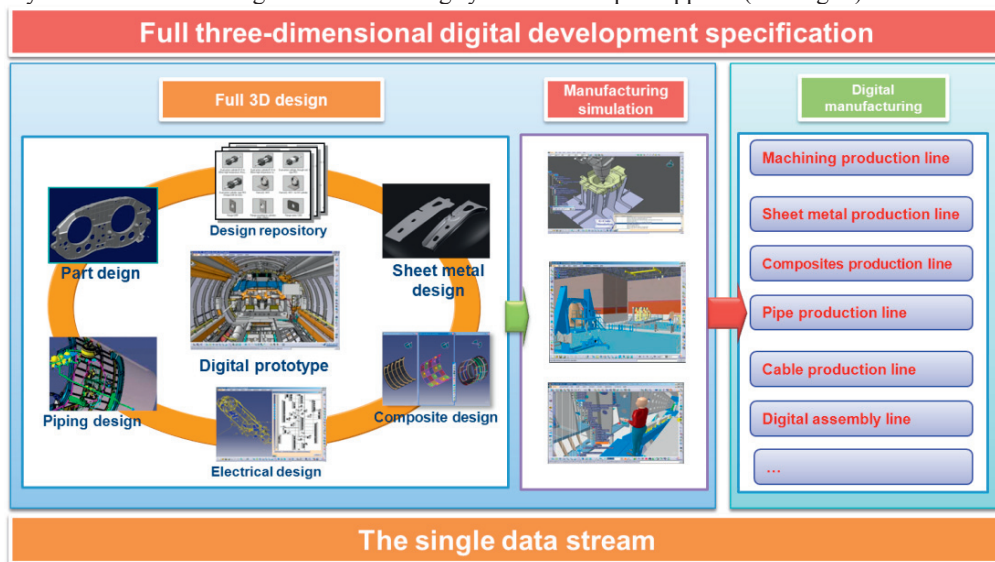 Full three-dimensional digital development specification
Full 3D design
Manufacturing
simulation
Digital
manufacturing
Design repository
Part deign
Sheet metal
design
Digital prototype
Piping design
Composite design
Electrical design
Machining production line
Sheet metal production line
Composites production line
Pipe production line
Cable production line
Digital assembly line
...
The single data stream